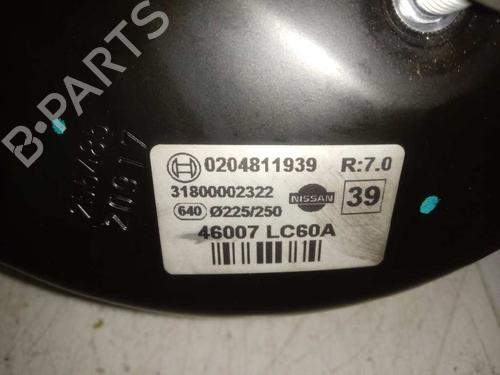 B-PARTS
0204811939 R:7.0
31800002322
640 Ø225/250 NISSAN 39
46007 LC60A